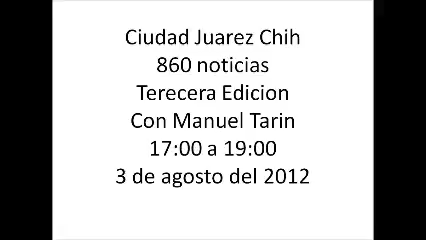 Ciudad Juarez Chih
860 noticias
Terecera Edicion
Con Manuel Tarin
17:00 a 19:00
3 de agosto del 2012